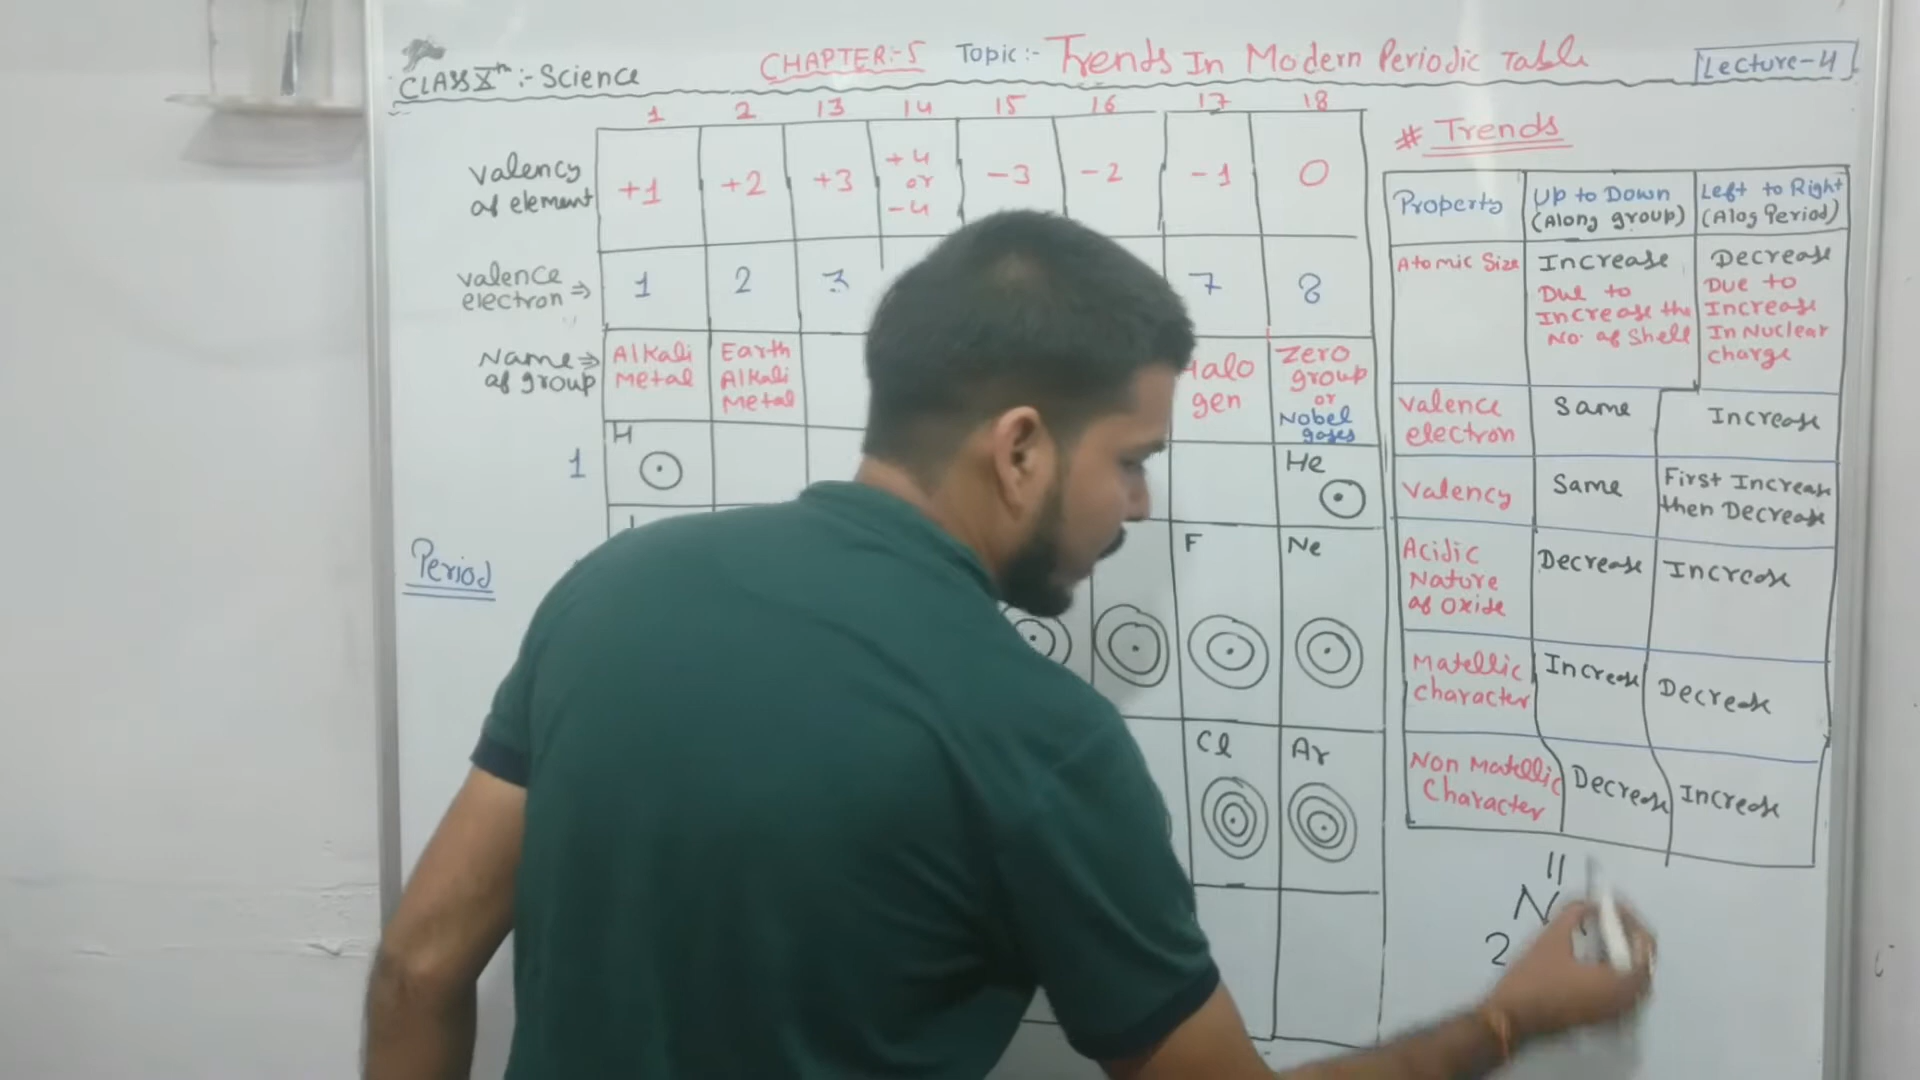 CLASS Xth :- Science
CHAPTER:-5 Topic:- Trends In Modern Periodic Table
Lecture-4
1 2 13 14 15 16 17 18
Valency of element
+1 +2 +3 +4 or -4 -3 -2 -1 0
Valence electron ⇒
1 2 3 7 8
Name ⇒ of group
Alkali Metal
Earth Alkali Metal
gen
Zero group or Nobel gases
1
H
He
Period
F
Ne
Cl
Ar
# Trends
Property
Up to Down (Along group)
Left to Right (Alog Period)
Atomic Size
Increase Due to Increase the No. of Shell
Decrease Due to Increase In Nuclear charge
Valence electron
Same
Increase
Valency
Same
First Increase then Decrease
Acidic Nature of Oxide
Decrease
Increase
Matellic character
Increase
Decrease
Non Matellic Character
Decrease
Increase
11
N
2